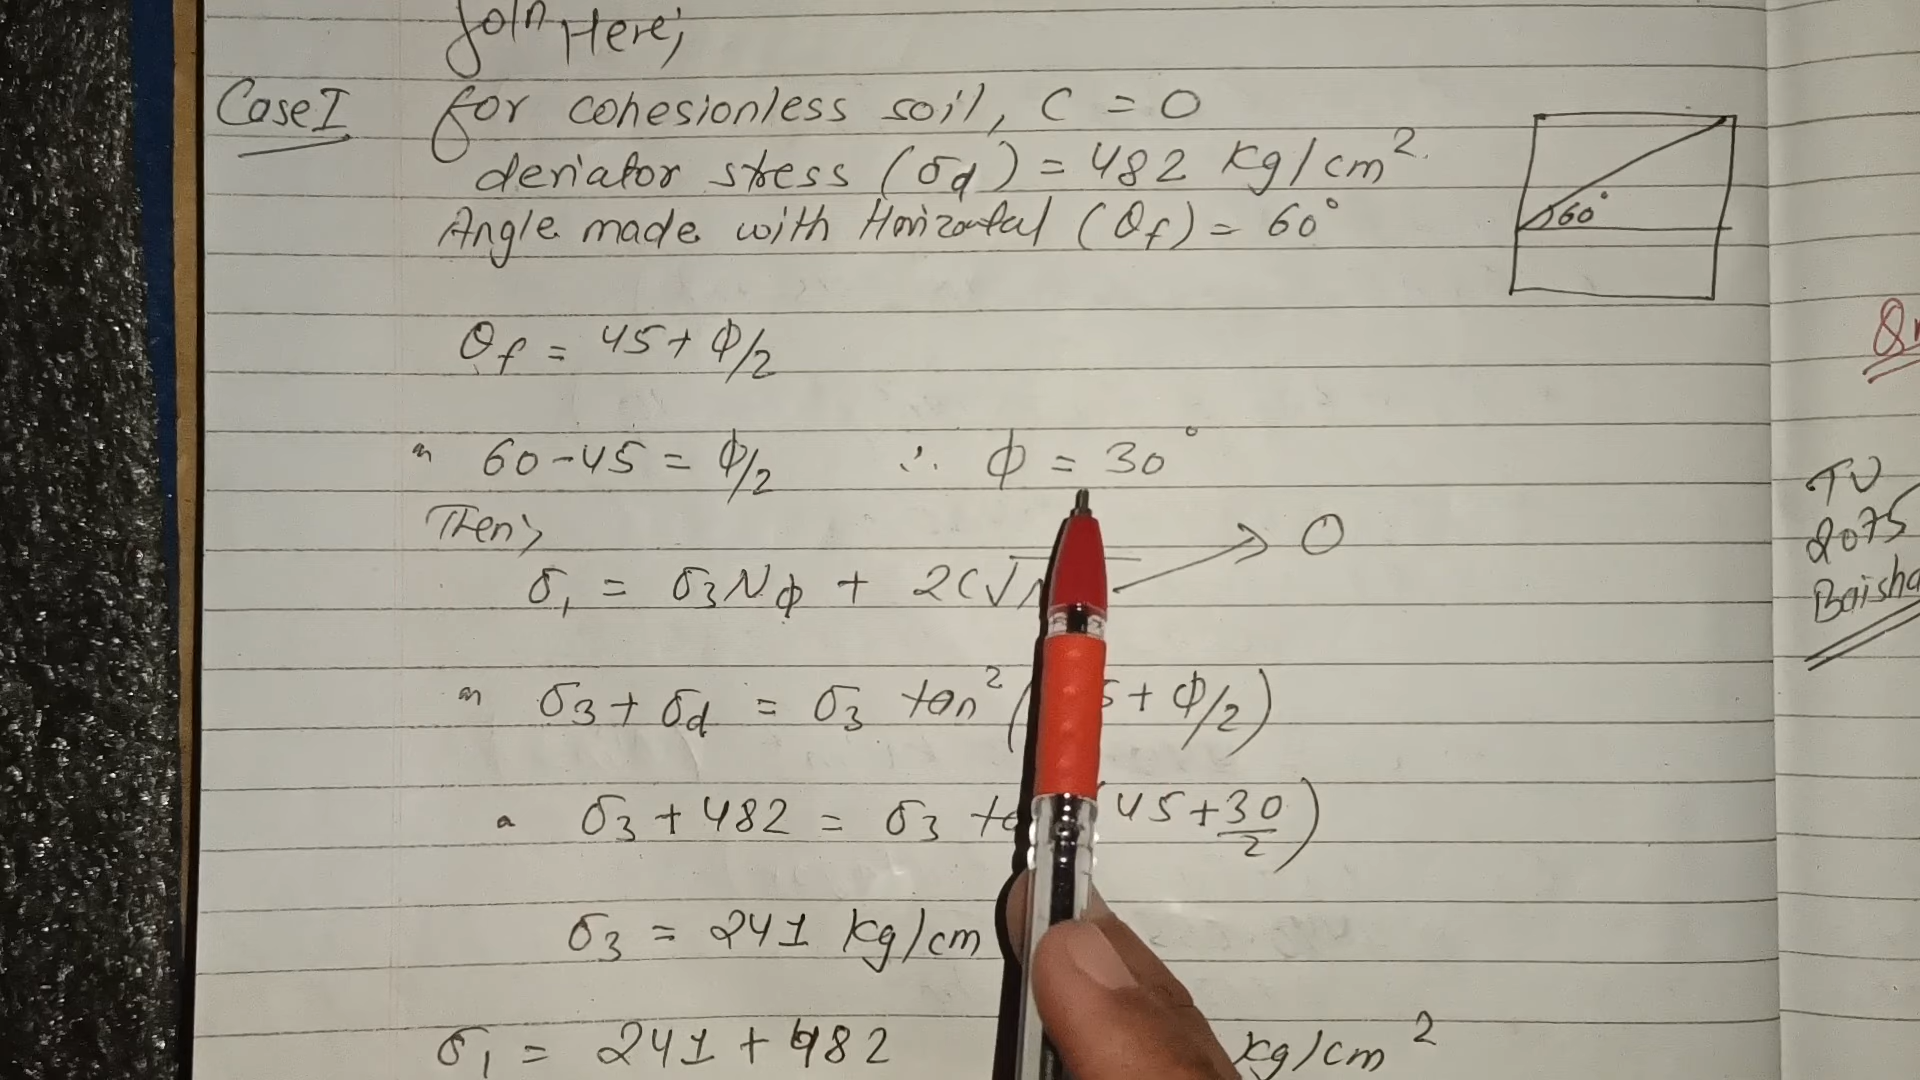 Soln Here;
Case I for cohesionless soil, C = 0
deviator stress (σd) = 482 kg/cm².
Angle made with Horizontal (θf) = 60°
60°
θf = 45 + ϕ/2
60 - 45 = ϕ/2 ∴ ϕ = 30°
Then;
σ1 = σ3 Nϕ + 2C√ → 0
σ3 + σd = σ3 tan² ( + ϕ/2)
σ3 + 482 = σ3 (45 + 30/2)
σ3 = 241 kg/cm
σ1 = 241 + 482 kg/cm²
TU
2075